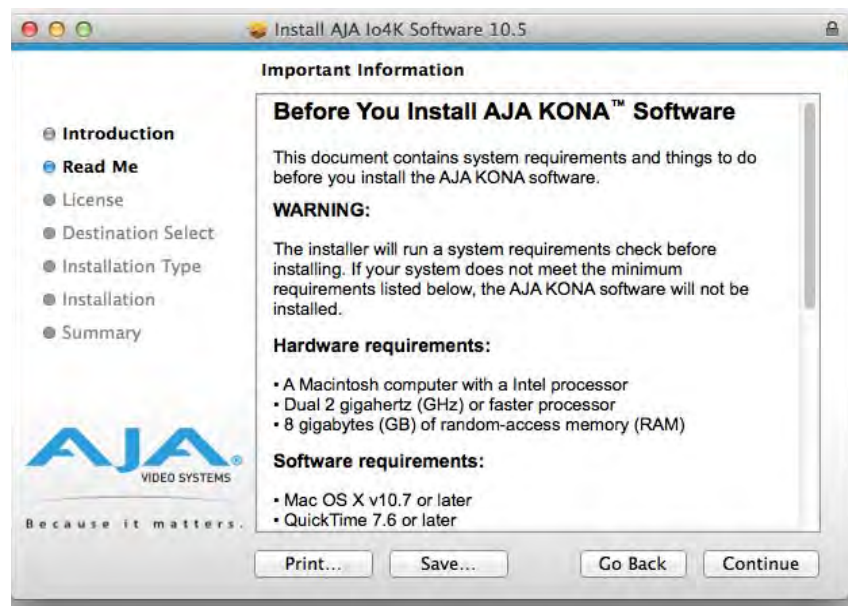 Install AJA Io4K Software 10.5
Important Information
Introduction
Read Me
License
Destination Select
Installation Type
Installation
Summary
Before You Install AJA KONA™ Software
This document contains system requirements and things to do
before you install the AJA KONA software.
WARNING:
The installer will run a system requirements check before
installing. If your system does not meet the minimum
requirements listed below, the AJA KONA software will not be
installed.
Hardware requirements:
• A Macintosh computer with a Intel processor
• Dual 2 gigahertz (GHz) or faster processor
• 8 gigabytes (GB) of random-access memory (RAM)
Software requirements:
• Mac OS X v10.7 or later
• QuickTime 7.6 or later
AJA
VIDEO SYSTEMS
Because it matters.
Print...
Save...
Go Back
Continue